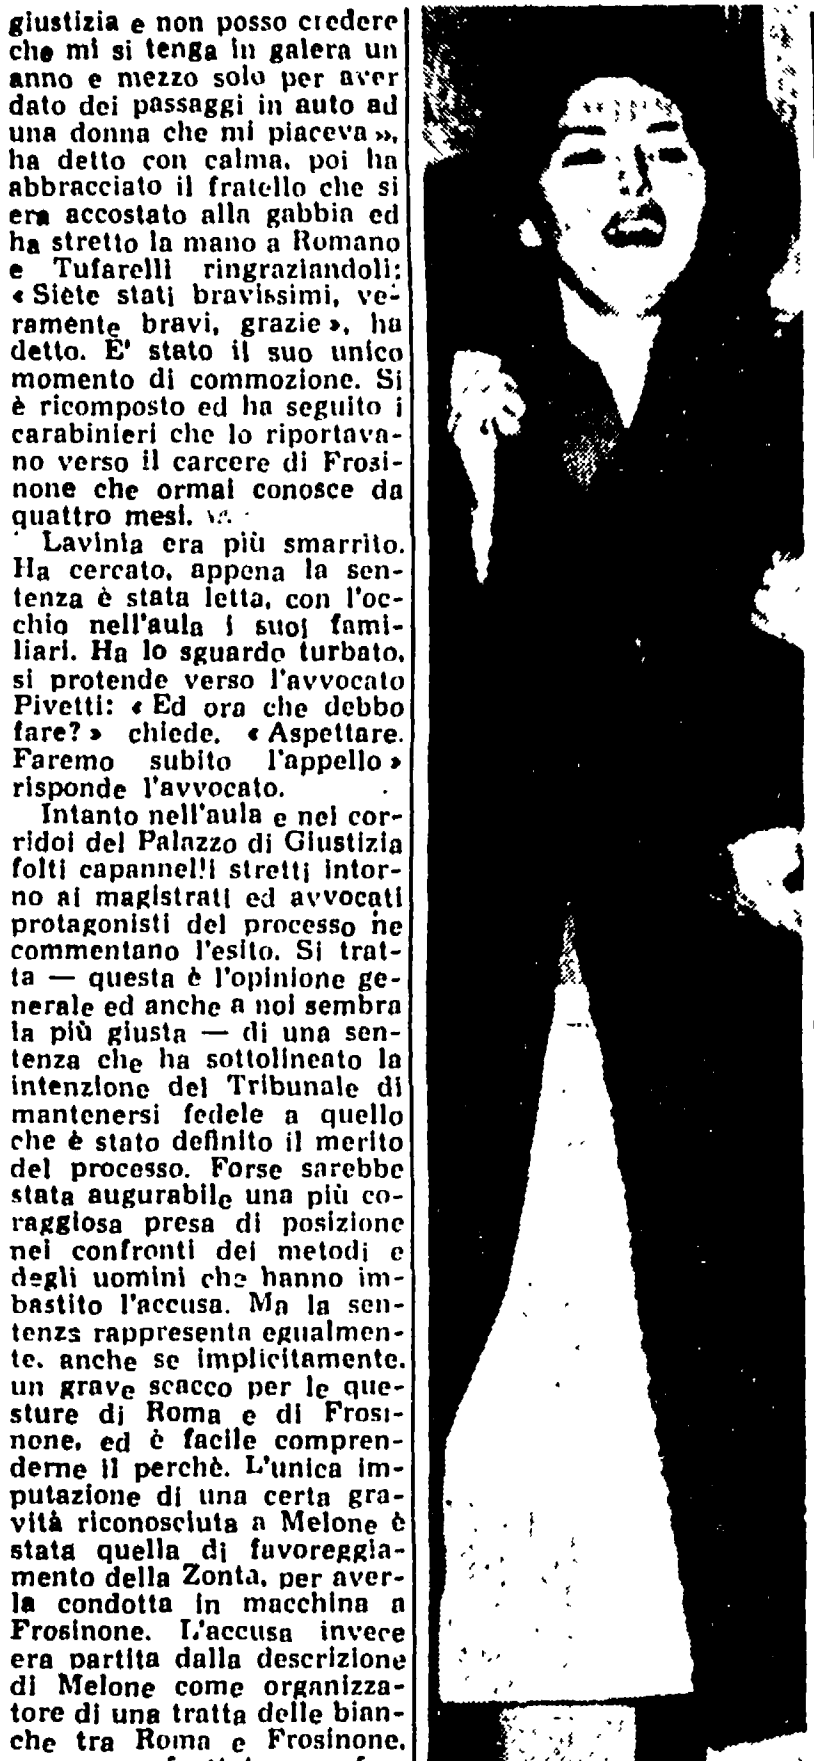 giustizia e non posso credere
che mi si tenga in galera un
anno e mezzo solo per aver
dato dei passaggi in auto ad
una donna che mi piaceva »,
ha detto con calma, poi ha
abbracciato il fratello che si
era accostato alla gabbia ed
ha stretto la mano a Romano
e Tufarelli ringraziandoli:
« Siete stati bravissimi, ve-
ramente bravi, grazie », ha
detto. E' stato il suo unico
momento di commozione. Si
è ricomposto ed ha seguito i
carabinieri che lo riportava-
no verso il carcere di Frosi-
none che ormai conosce da
quattro mesi.
Lavinia era più smarrito.
Ha cercato, appena la sen-
tenza è stata letta, con l'oc-
chio nell'aula i suoi fami-
liari. Ha lo sguardo turbato,
si protende verso l'avvocato
Pivetti: « Ed ora che debbo
fare? » chiede. « Aspettare.
Faremo subito l'appello »
risponde l'avvocato.
Intanto nell'aula e nei cor-
ridoi del Palazzo di Giustizia
folti capannelli stretti intor-
no ai magistrati ed avvocati
protagonisti del processo ne
commentano l'esito. Si trat-
ta — questa è l'opinione ge-
nerale ed anche a noi sembra
la più giusta — di una sen-
tenza che ha sottolineato la
intenzione del Tribunale di
mantenersi fedele a quello
che è stato definito il merito
del processo. Forse sarebbe
stata augurabile una più co-
raggiosa presa di posizione
nei confronti dei metodi e
degli uomini che hanno im-
bastito l'accusa. Ma la sen-
tenza rappresenta egualmen-
te, anche se implicitamente,
un grave scacco per le que-
sture di Roma e di Frosi-
none, ed è facile compren-
derne il perchè. L'unica im-
putazione di una certa gra-
vità riconosciuta a Melone è
stata quella di favoreggia-
mento della Zonta, per aver-
la condotta in macchina a
Frosinone. L'accusa invece
era partita dalla descrizione
di Melone come organizza-
tore di una tratta delle bian-
che tra Roma e Frosinone,